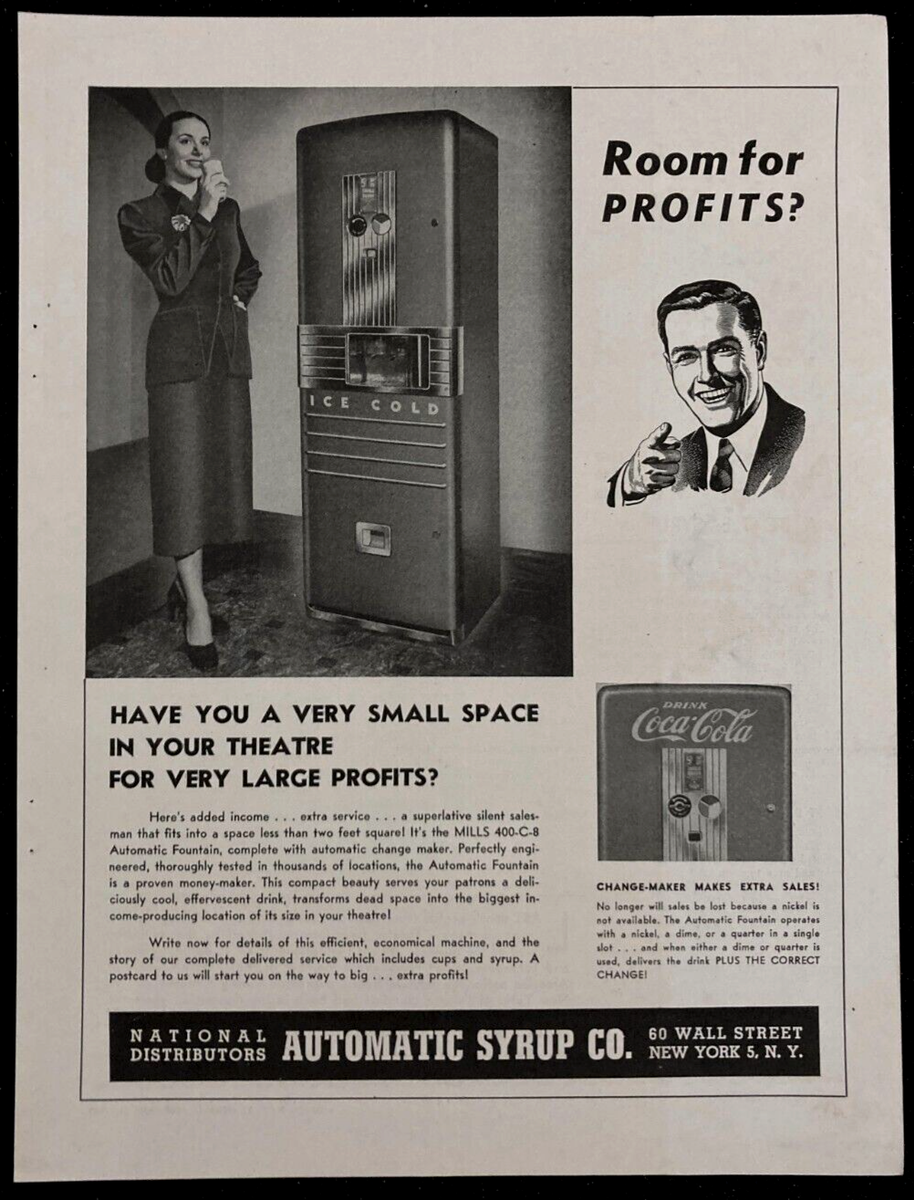 Room for
PROFITS?
ICE COLD
HAVE YOU A VERY SMALL SPACE
IN YOUR THEATRE
FOR VERY LARGE PROFITS?
Here's added income . . . extra service . . . a superlative silent sales-
man that fits into a space less than two feet square! It's the MILLS 400-C-8
Automatic Fountain, complete with automatic change maker. Perfectly engi-
neered, thoroughly tested in thousands of locations, the Automatic Fountain
is a proven money-maker. This compact beauty serves your patrons a deli-
ciously cool, effervescent drink, transforms dead space into the biggest in-
come-producing location of its size in your theatre!
Write now for details of this efficient, economical machine, and the
story of our complete delivered service which includes cups and syrup. A
postcard to us will start you on the way to big . . . extra profits!
DRINK
Coca-Cola
CHANGE-MAKER MAKES EXTRA SALES!
No longer will sales be lost because a nickel is
not available. The Automatic Fountain operates
with a nickel, a dime, or a quarter in a single
slot . . . and when either a dime or quarter is
used, delivers the drink PLUS THE CORRECT
CHANGE!
NATIONAL
DISTRIBUTORS
AUTOMATIC SYRUP CO.
60 WALL STREET
NEW YORK 5, N. Y.